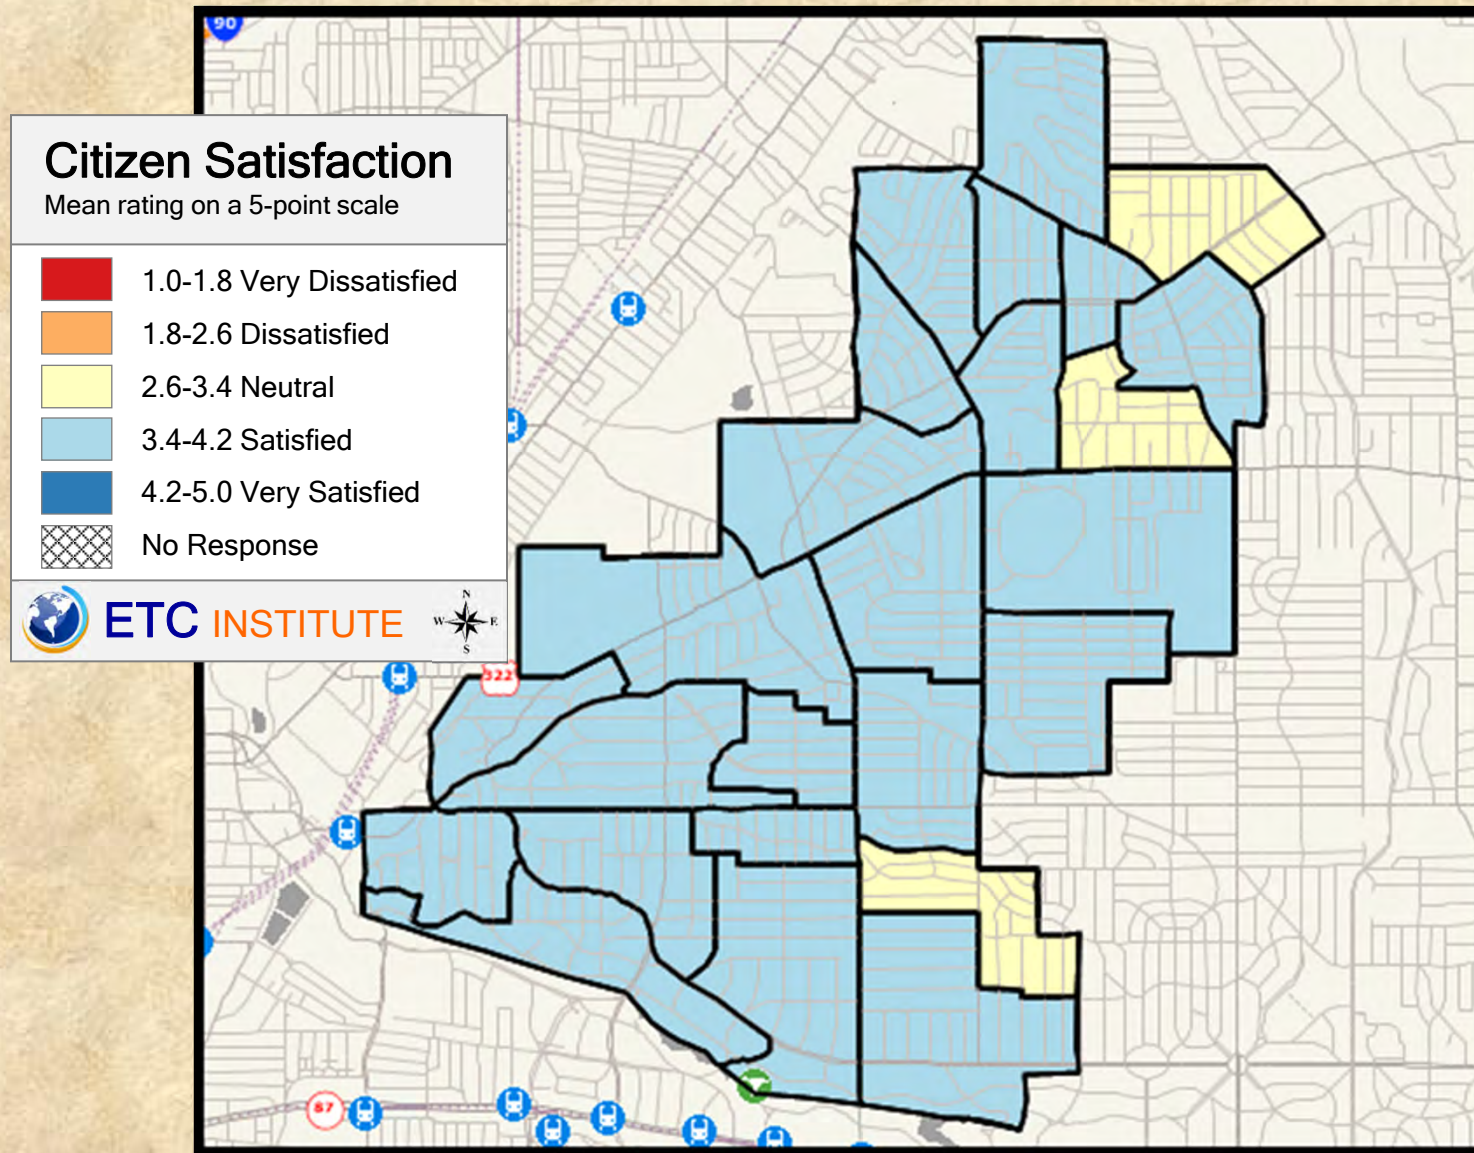 90
Citizen Satisfaction
Mean rating on a 5-point scale
1.0-1.8 Very Dissatisfied
1.8-2.6 Dissatisfied
2.6-3.4 Neutral
3.4-4.2 Satisfied
4.2-5.0 Very Satisfied
No Response
ETC INSTITUTE
N
W E
S
322
87